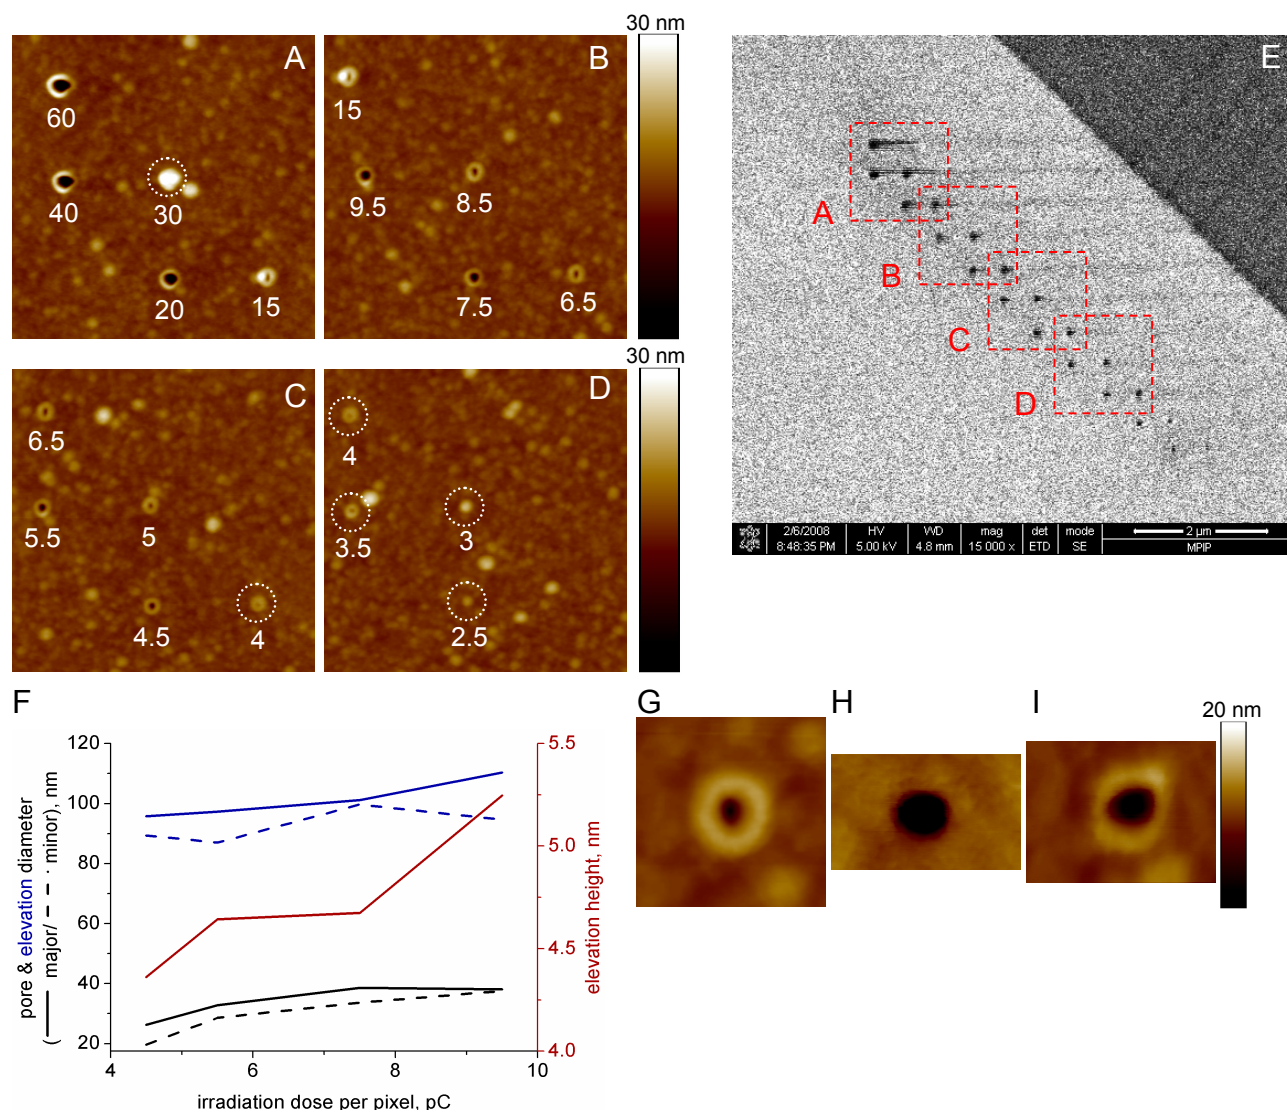 30 nm
A
60
40
30
20
15
B
15
9.5
8.5
7.5
6.5
E
A
B
C
D
2/6/2008
8:48:35 PM
HV
5.00 kV
WD
4.8 mm
mag
15 000 x
det
ETD
mode
SE
2 µm
MPIP
30 nm
C
6.5
5.5
5
4.5
4
D
4
3.5
3
2.5
F
pore & elevation diameter
(— major/ - - · minor), nm
120
100
80
60
40
20
4
6
8
10
irradiation dose per pixel, pC
5.5
5.0
4.5
4.0
elevation height, nm
G
H
I
20 nm